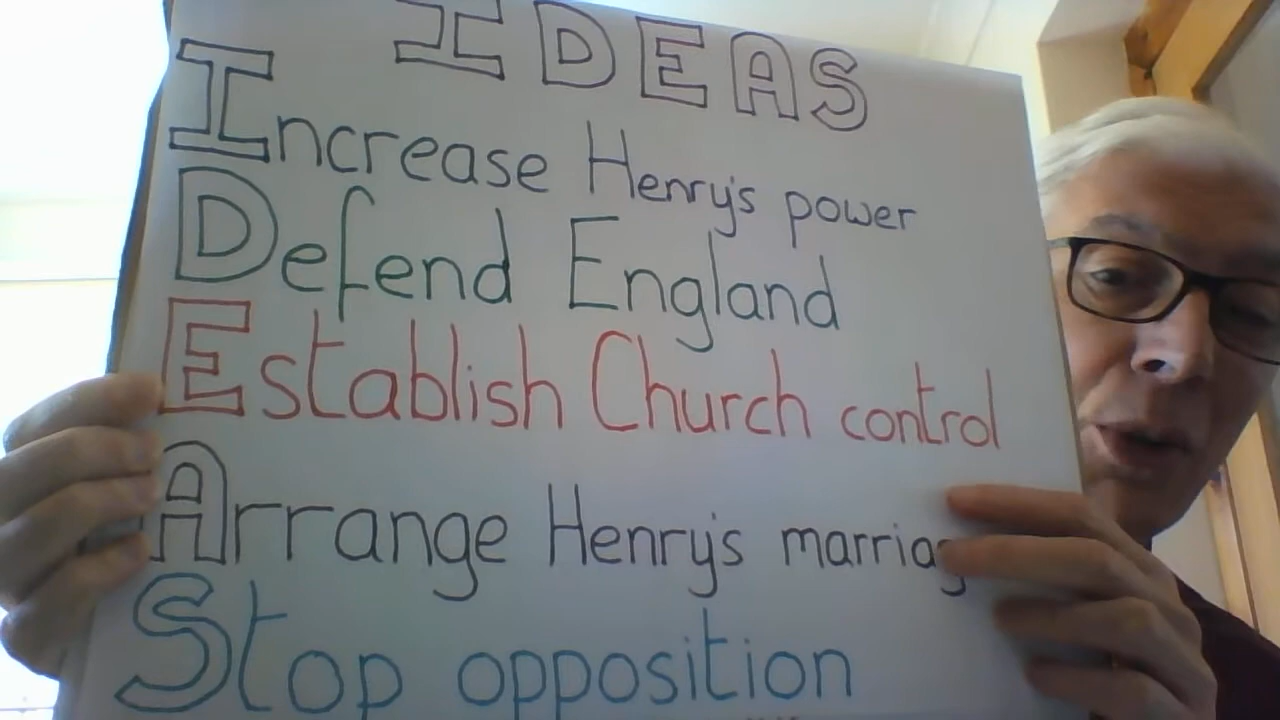 IDEAS
Increase Henry's power
Defend England
Establish Church control
Arrange Henry's marriag
Stop opposition